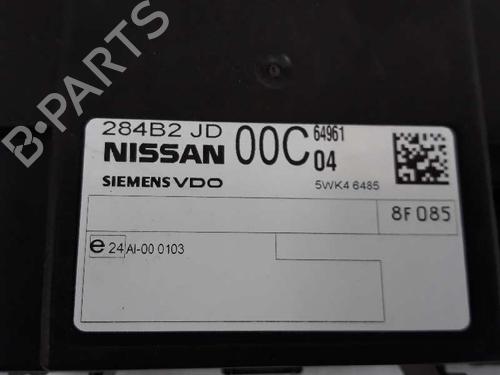 B-PARTS
284B2 JD
NISSAN 00C 64961
04
SIEMENS VDO
5WK4 6485
8F085
e 24 AI-00 0103